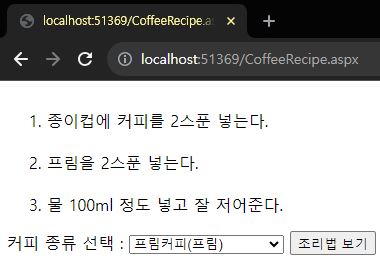 localhost:51369/CoffeeRecipe.as
localhost:51369/CoffeeRecipe.aspx
1. 종이컵에 커피를 2스푼 넣는다.
2. 프림을 2스푼 넣는다.
3. 물 100ml 정도 넣고 잘 저어준다.
커피 종류 선택 : 프림커피(프림) 조리법 보기